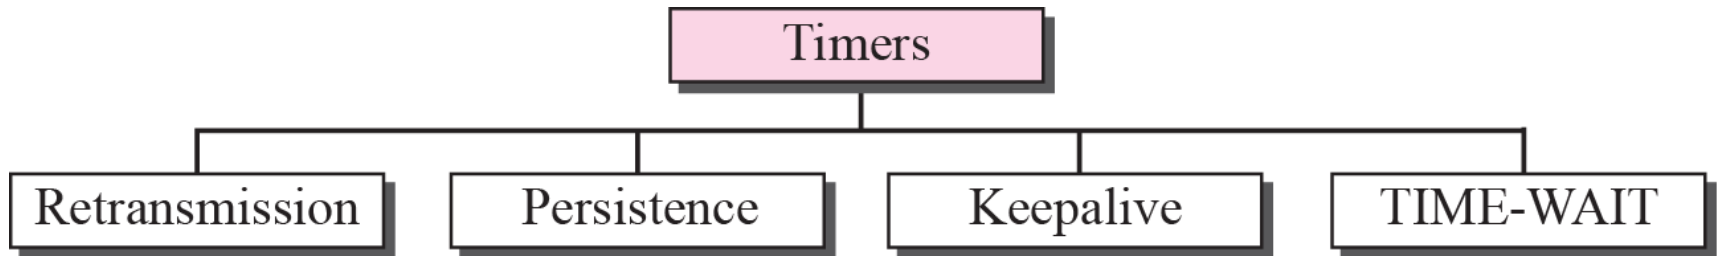 Timers
Retransmission
Persistence
Keepalive
TIME-WAIT